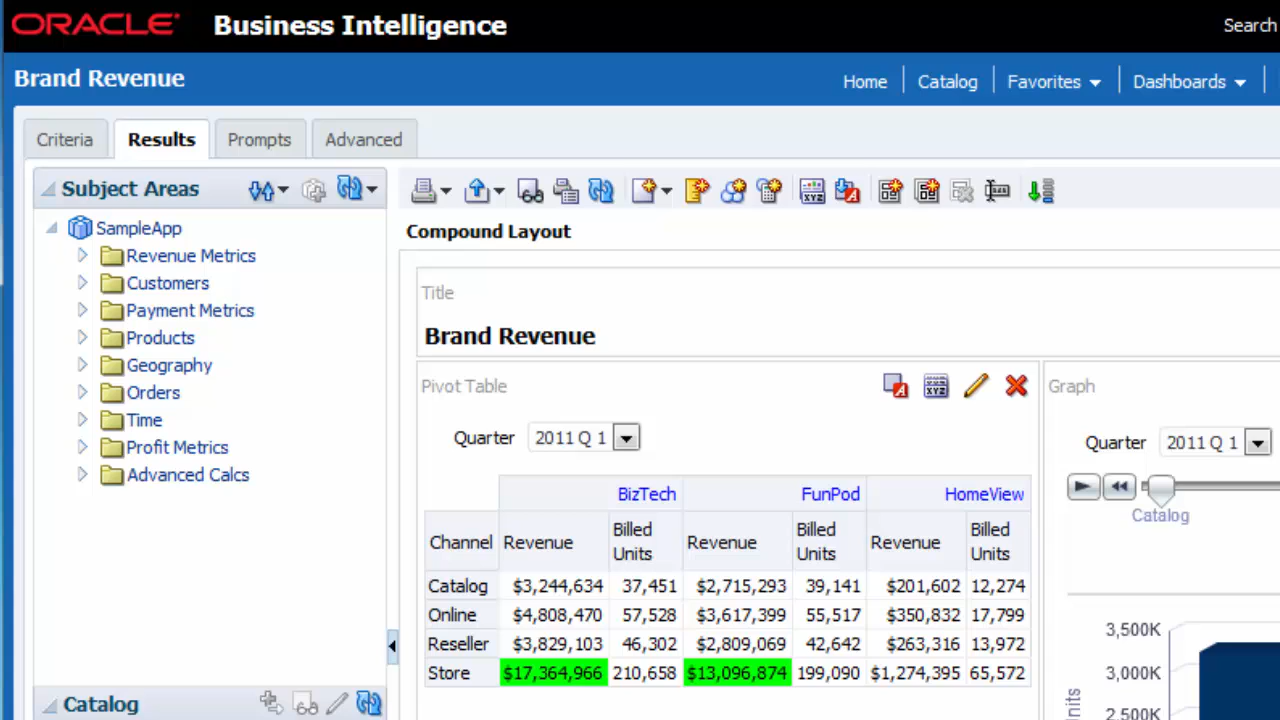 ORACLE Business Intelligence Search
Brand Revenue Home Catalog Favorites Dashboards
Criteria Results Prompts Advanced
Subject Areas
SampleApp
Revenue Metrics
Customers
Payment Metrics
Products
Geography
Orders
Time
Profit Metrics
Advanced Calcs
Catalog
Compound Layout
Title
Brand Revenue
Pivot Table
Quarter 2011 Q 1
BizTech FunPod HomeView
Channel Revenue Billed Units Revenue Billed Units Revenue Billed Units
Catalog $3,244,634 37,451 $2,715,293 39,141 $201,602 12,274
Online $4,808,470 57,528 $3,617,399 55,517 $350,832 17,799
Reseller $3,829,103 46,302 $2,809,069 42,642 $263,316 13,972
Store $17,364,966 210,658 $13,096,874 199,090 $1,274,395 65,572
Graph
Quarter 2011 Q 1
Catalog
3,500K
3,000K
2,500K